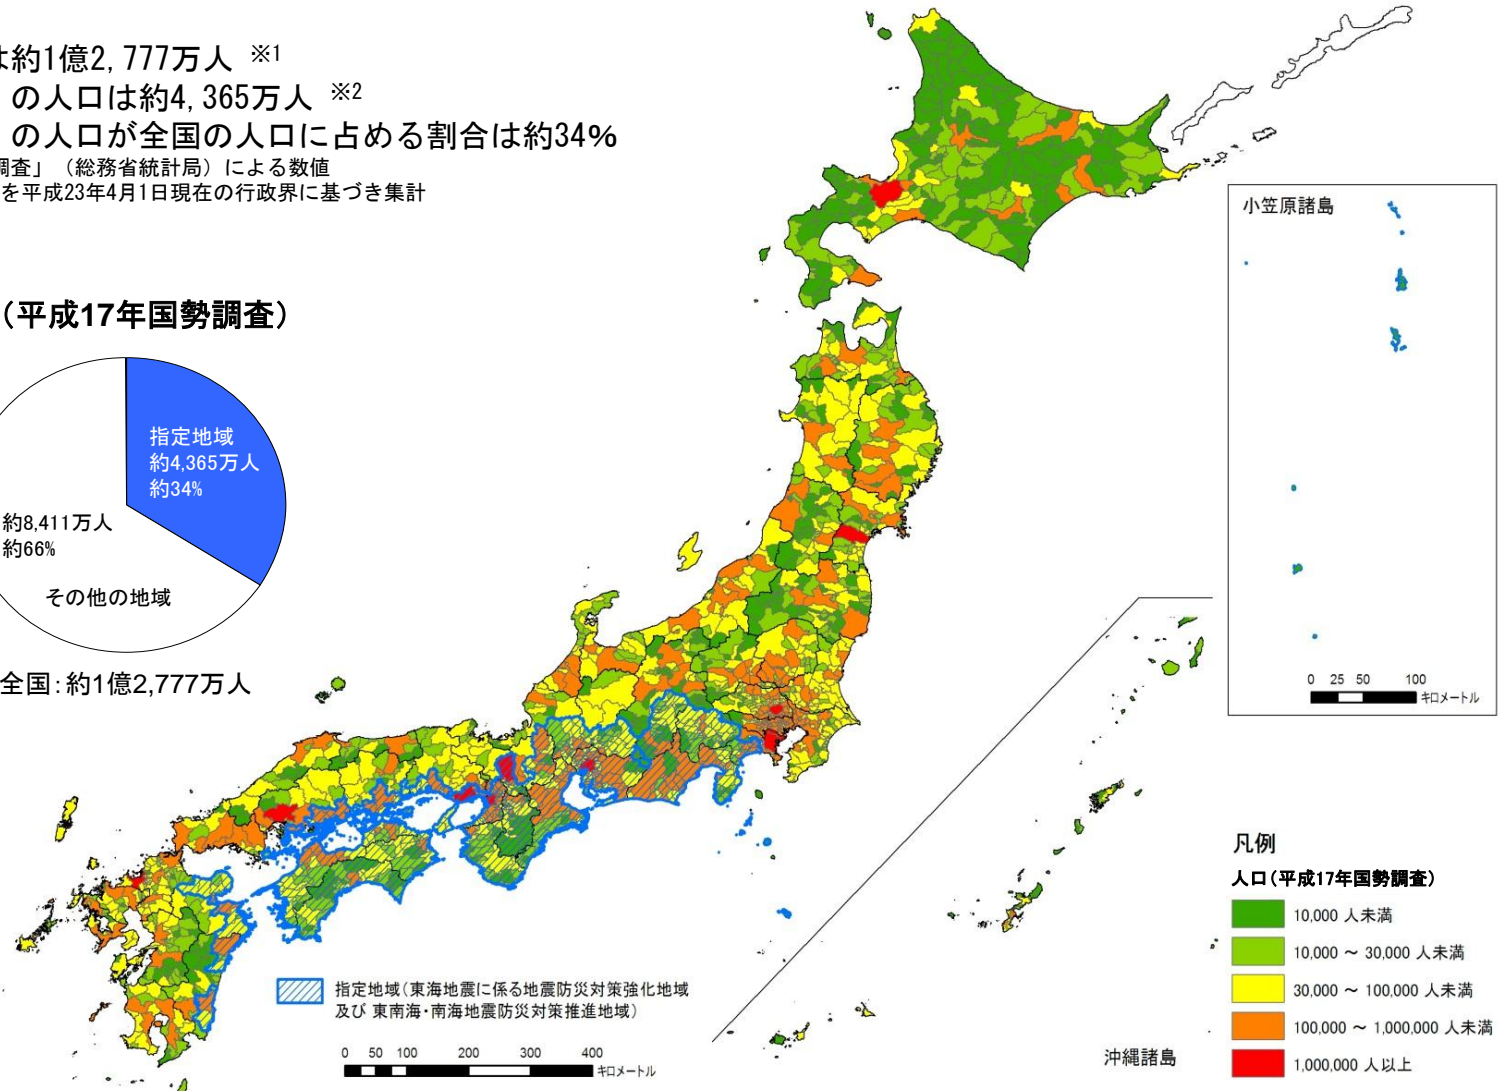 は約1億2,777万人 ※1
の人口は約4,365万人 ※2
の人口が全国の人口に占める割合は約34%
調査」（総務省統計局）による数値
を平成23年4月1日現在の行政界に基づき集計
（平成17年国勢調査）
指定地域
約4,365万人
約34%
約8,411万人
約66%
その他の地域
全国：約1億2,777万人
小笠原諸島
0 25 50 100
キロメートル
指定地域（東海地震に係る地震防災対策強化地域
及び 東南海・南海地震防災対策推進地域）
0 50 100 200 300 400
キロメートル
沖縄諸島
凡例
人口（平成17年国勢調査）
10,000 人未満
10,000 ～ 30,000 人未満
30,000 ～ 100,000 人未満
100,000 ～ 1,000,000 人未満
1,000,000 人以上